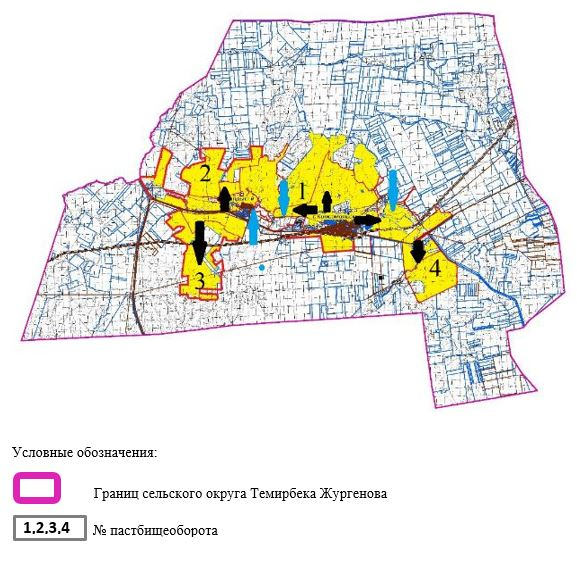 2
1
3
4
Условные обозначения:
Границ сельского округа Темирбека Жургенова
1,2,3,4 № пастбищеоборота